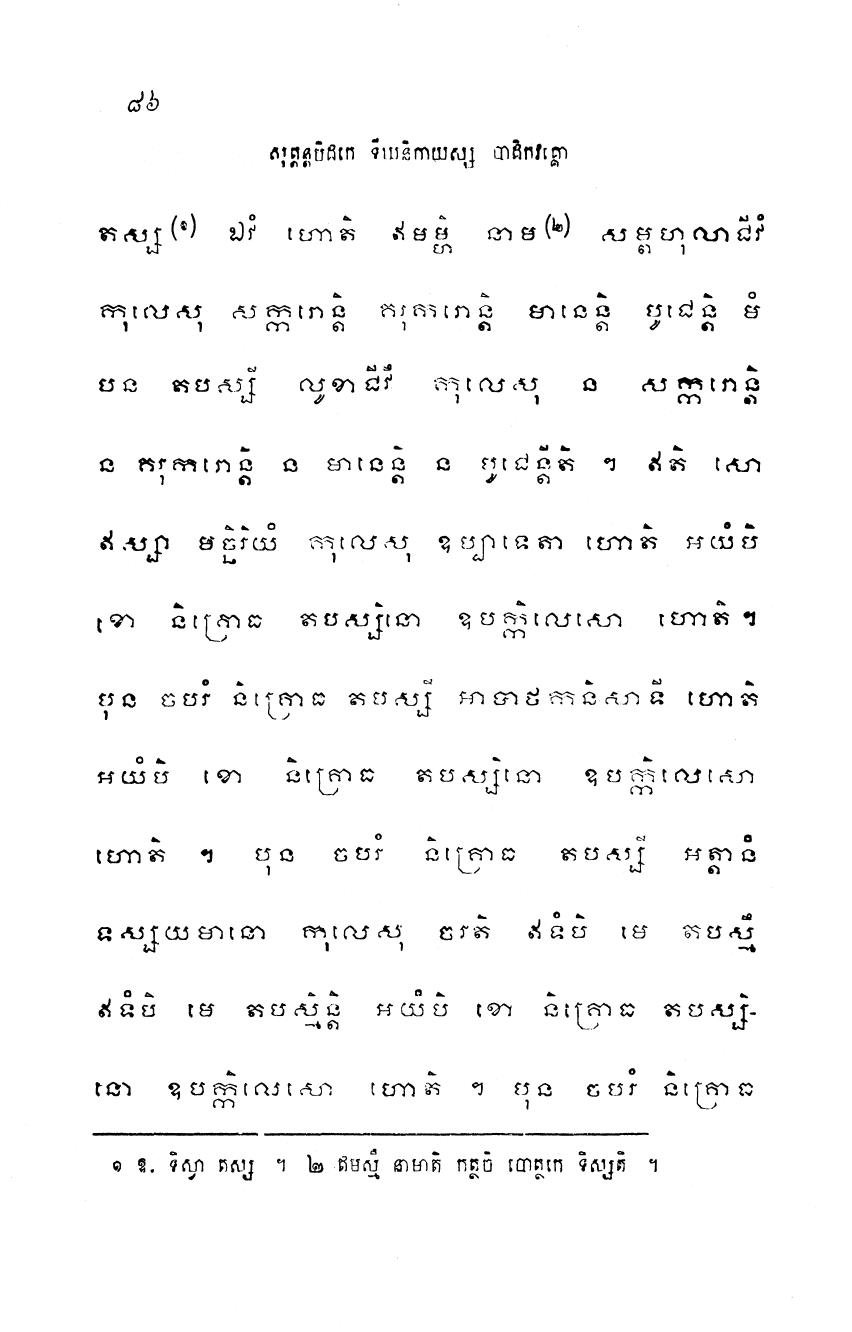 ៨៦
សុត្តន្តបិដកេ ទីឃនិកាយស្ស បាដិកវគ្គោ
តស្ស(១) ឯវំ ហោតិ ឥមម្ហិ នាម(២) សម្ពហុលាជីវំ
កុលេសុ សក្ករោន្តិ គរុករោន្តិ មានេន្តិ បូជេន្តិ មំ
បន តបស្សី លូខាជីវឹ កុលេសុ ន សក្ករោន្តិ
ន គរុករោន្តិ ន មានេន្តិ ន បូជេន្តីតិ ។ ឥតិ សោ
ឥស្សា មច្ឆិរិយំ កុលេសុ ឧប្បាទេតា ហោតិ អយំបិ
ខោ និគ្រោធ តបស្សិនោ ឧបក្កិលេសោ ហោតិ ។
បុន ចបរំ និគ្រោធ តបស្សី អាបាថកនិសាទី ហោតិ
អយំបិ ខោ និគ្រោធ តបស្សិនោ ឧបក្កិលេសោ
ហោតិ ។ បុន ចបរំ និគ្រោធ តបស្សី អត្តានំ
ទស្សយមានោ កុលេសុ ចរតិ ឥទំបិ មេ តបស្មឹ
ឥទំបិ មេ តបស្មិន្តិ អយំបិ ខោ និគ្រោធ តបស្សិ-
នោ ឧបក្កិលេសោ ហោតិ ។ បុន ចបរំ និគ្រោធ
១ ឱ. ទិស្វា តស្ស ។ ២ ឥមស្មឹ នាមាតិ កត្ថចិ បោត្ថកេ ទិស្សតិ ។